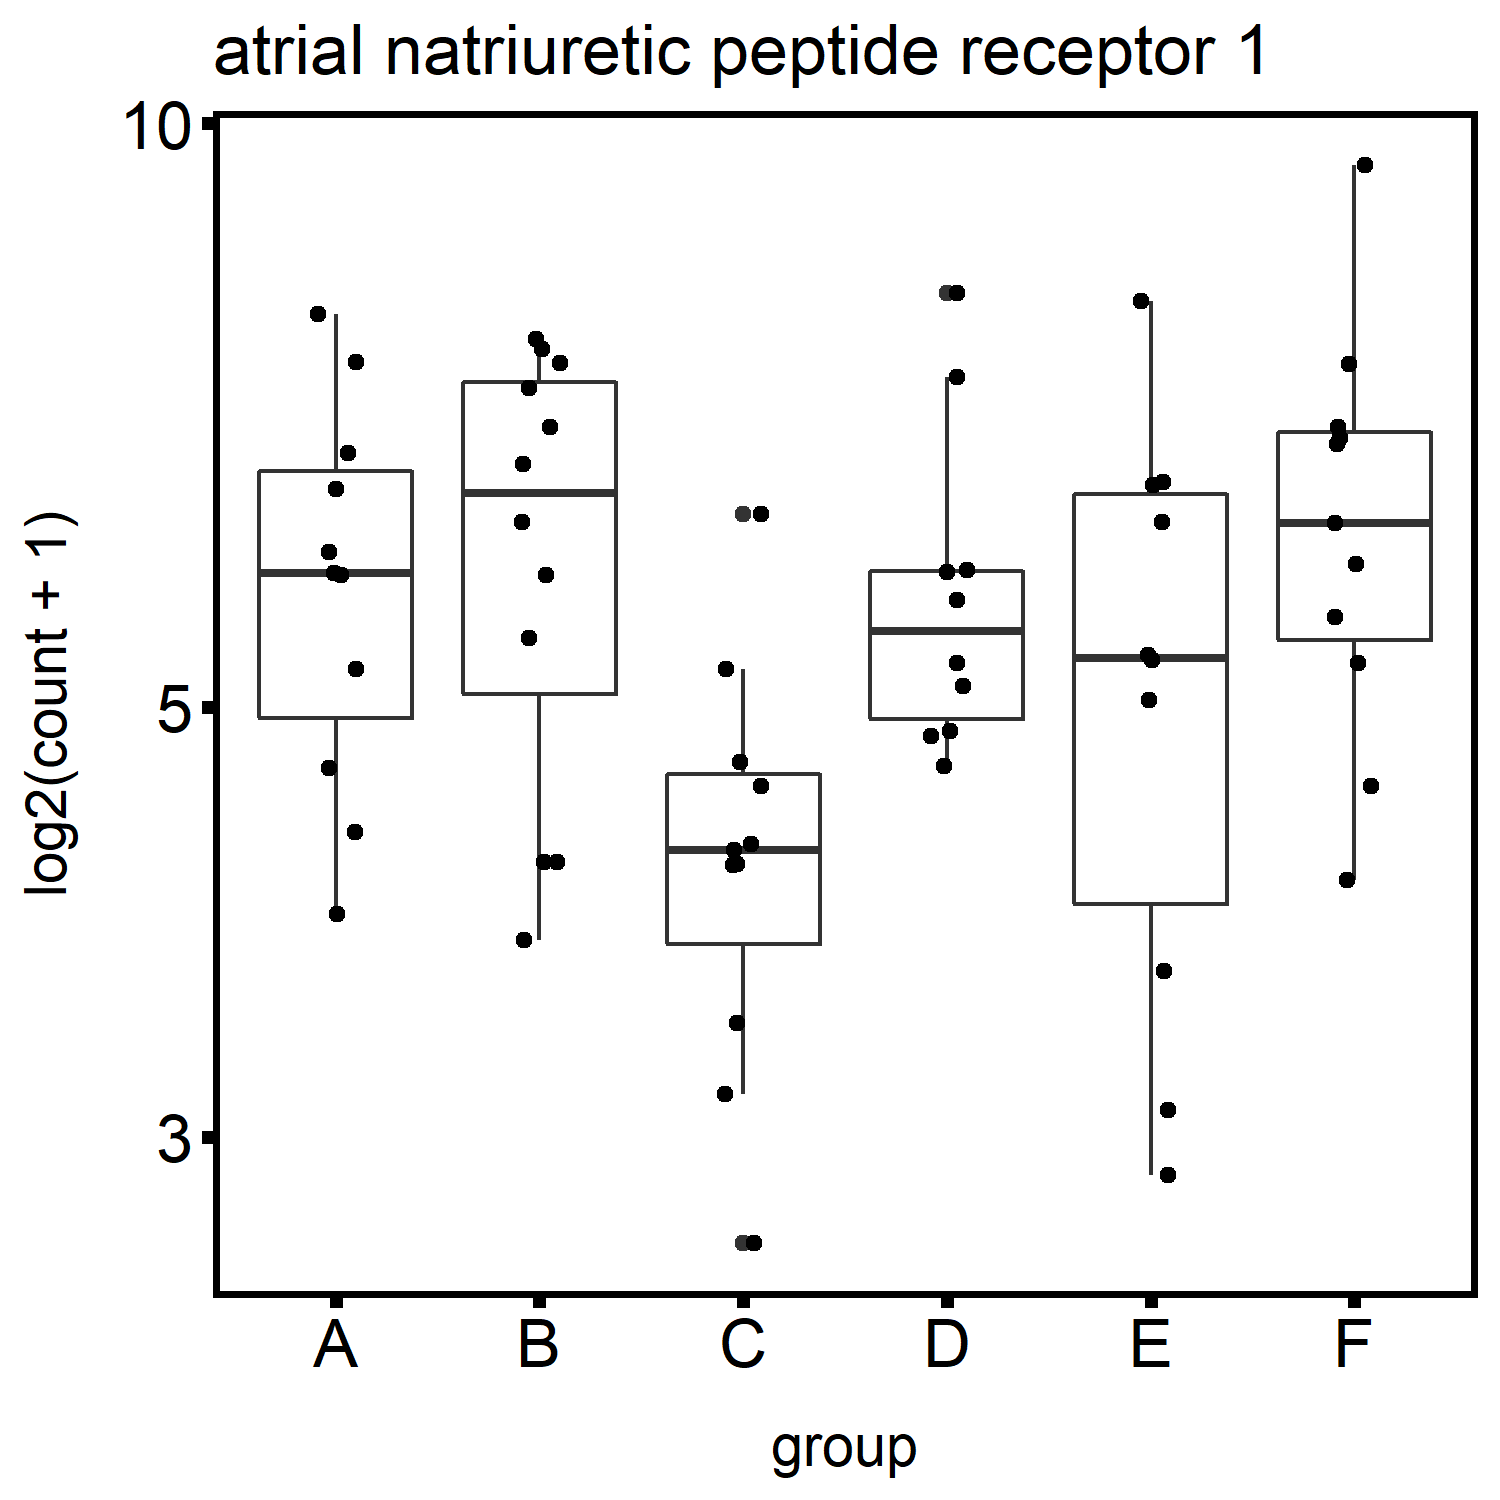 atrial natriuretic peptide receptor 1
10
5
3
log2(count + 1)
A B C D E F
group